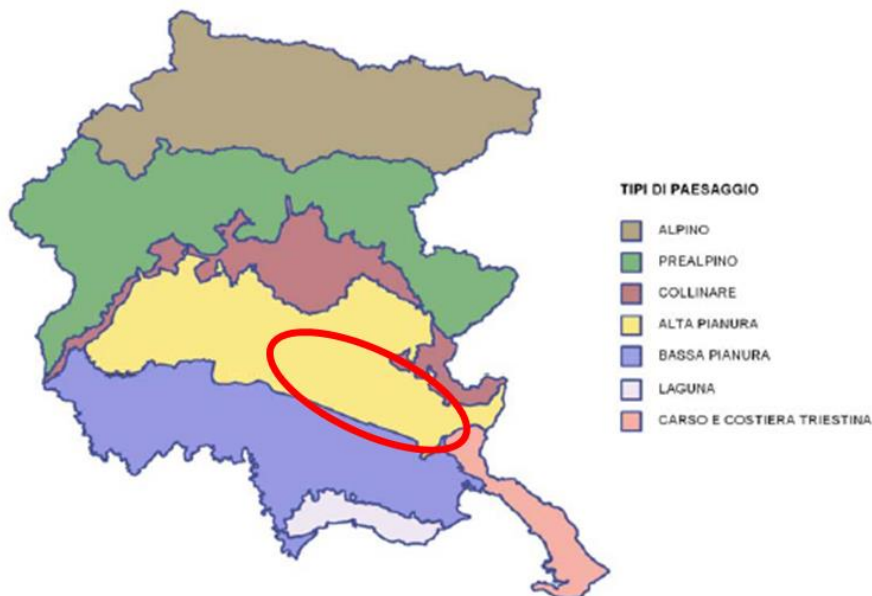 TIPI DI PAESAGGIO
ALPINO
PREALPINO
COLLINARE
ALTA PIANURA
BASSA PIANURA
LAGUNA
CARSO E COSTIERA TRIESTINA